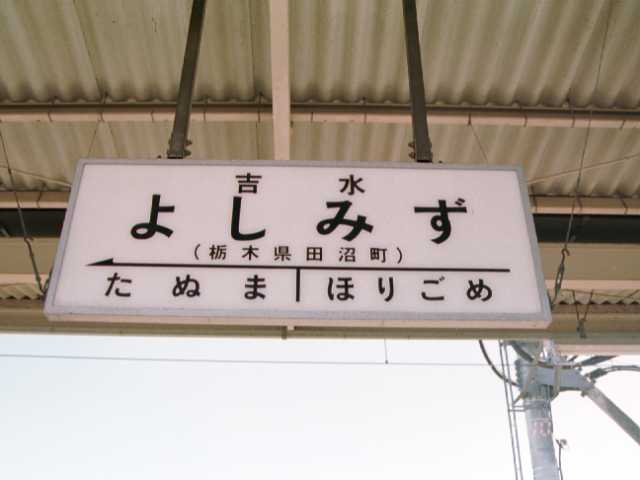 吉水
よしみず
(栃木県田沼町)
たぬま ほりごめ